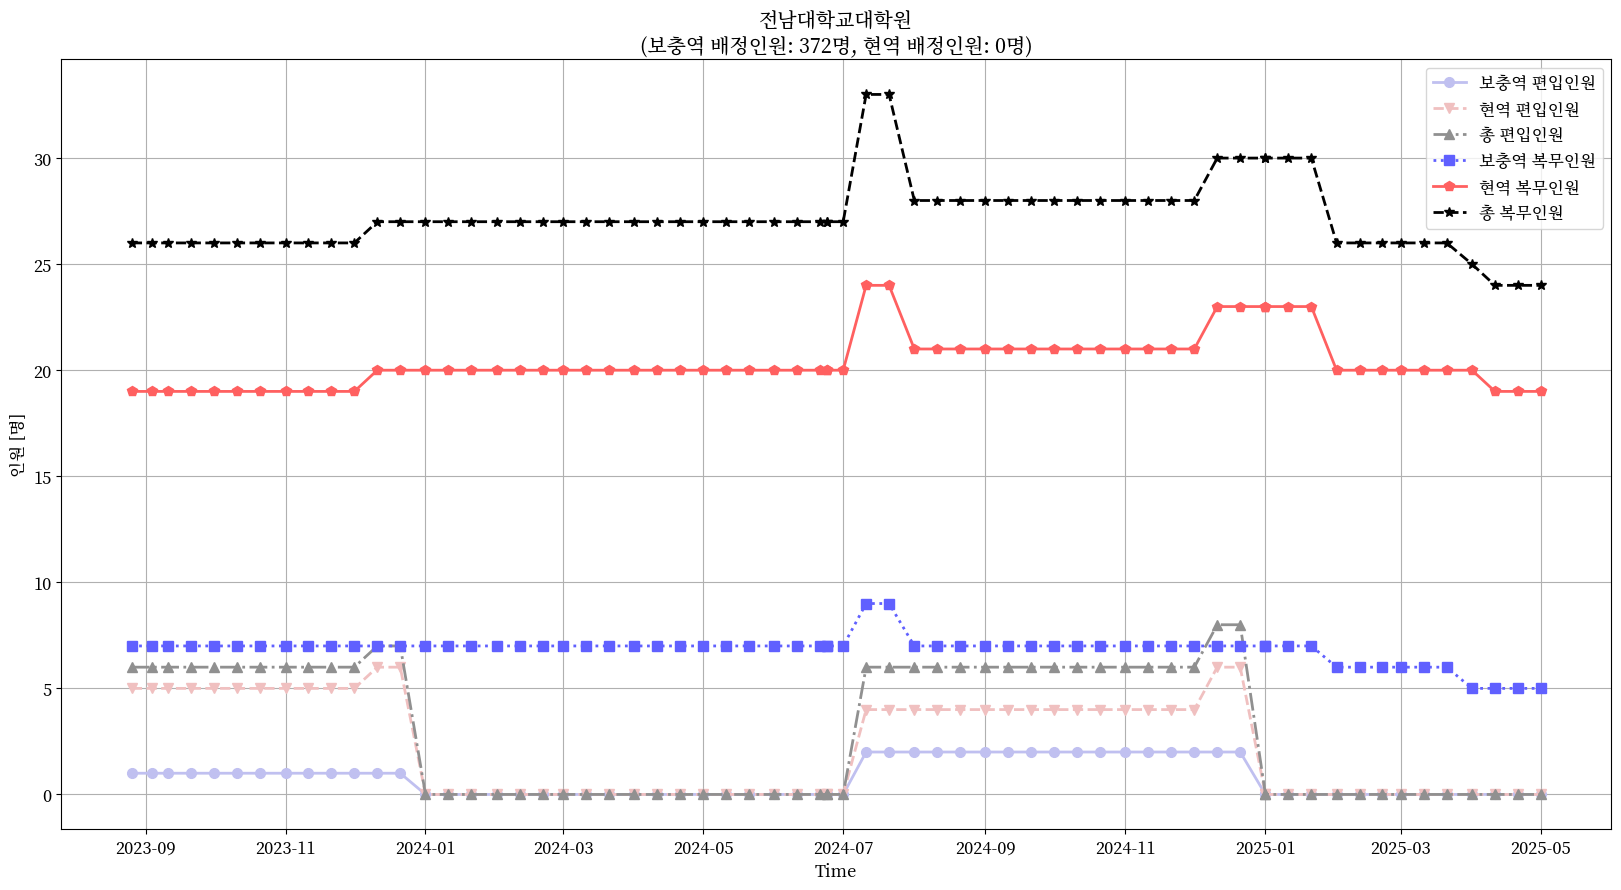 전남대학교대학원
(보충역 배정인원: 372명, 현역 배정인원: 0명)
보충역 편입인원
현역 편입인원
총 편입인원
보충역 복무인원
현역 복무인원
총 복무인원
인원 [명]
30
25
20
15
10
5
0
2023-09
2023-11
2024-01
2024-03
2024-05
2024-07
2024-09
2024-11
2025-01
2025-03
2025-05
Time